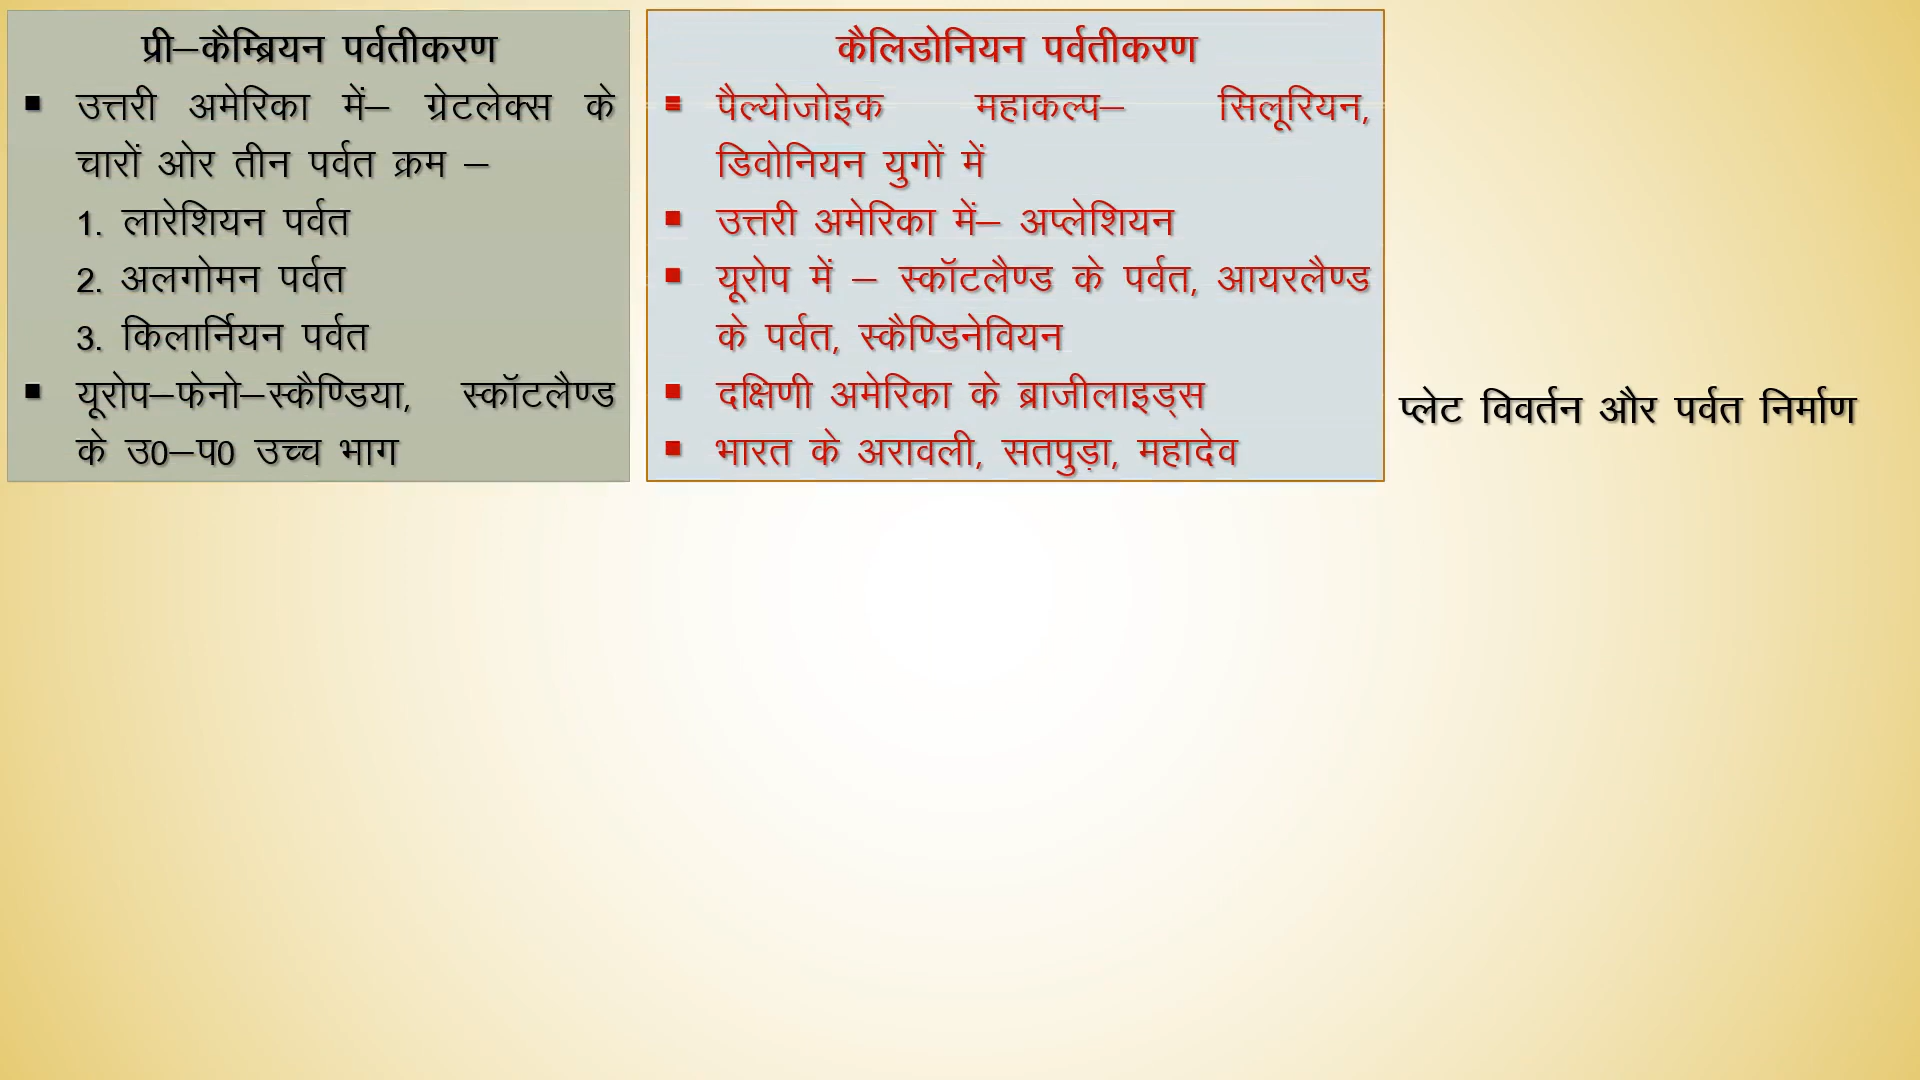 प्री–कैम्ब्रियन पर्वतीकरण
▪ उत्तरी अमेरिका में– ग्रेटलेक्स के
चारों ओर तीन पर्वत क्रम –
1. लारेशियन पर्वत
2. अलगोमन पर्वत
3. किलार्नियन पर्वत
▪ यूरोप–फेनो–स्कैण्डिया, स्कॉटलैण्ड
के उ0–प0 उच्च भाग
कैलिडोनियन पर्वतीकरण
▪ पैल्योजोइक महाकल्प– सिलूरियन,
डिवोनियन युगों में
▪ उत्तरी अमेरिका में– अप्लेशियन
▪ यूरोप में – स्कॉटलैण्ड के पर्वत, आयरलैण्ड
के पर्वत, स्कैण्डिनेवियन
▪ दक्षिणी अमेरिका के ब्राजीलाइड्स
▪ भारत के अरावली, सतपुड़ा, महादेव
प्लेट विवर्तन और पर्वत निर्माण